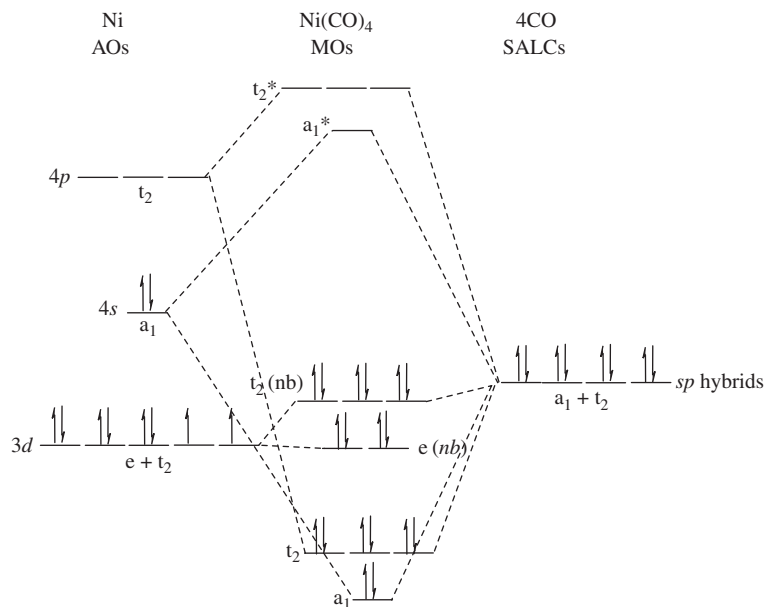 Ni Ni(CO)₄ 4CO
AOs MOs SALCs
t₂*
a₁*
4p
t₂
4s
a₁
t₂(nb)
sp hybrids
a₁ + t₂
3d
e + t₂
e (nb)
t₂
a₁